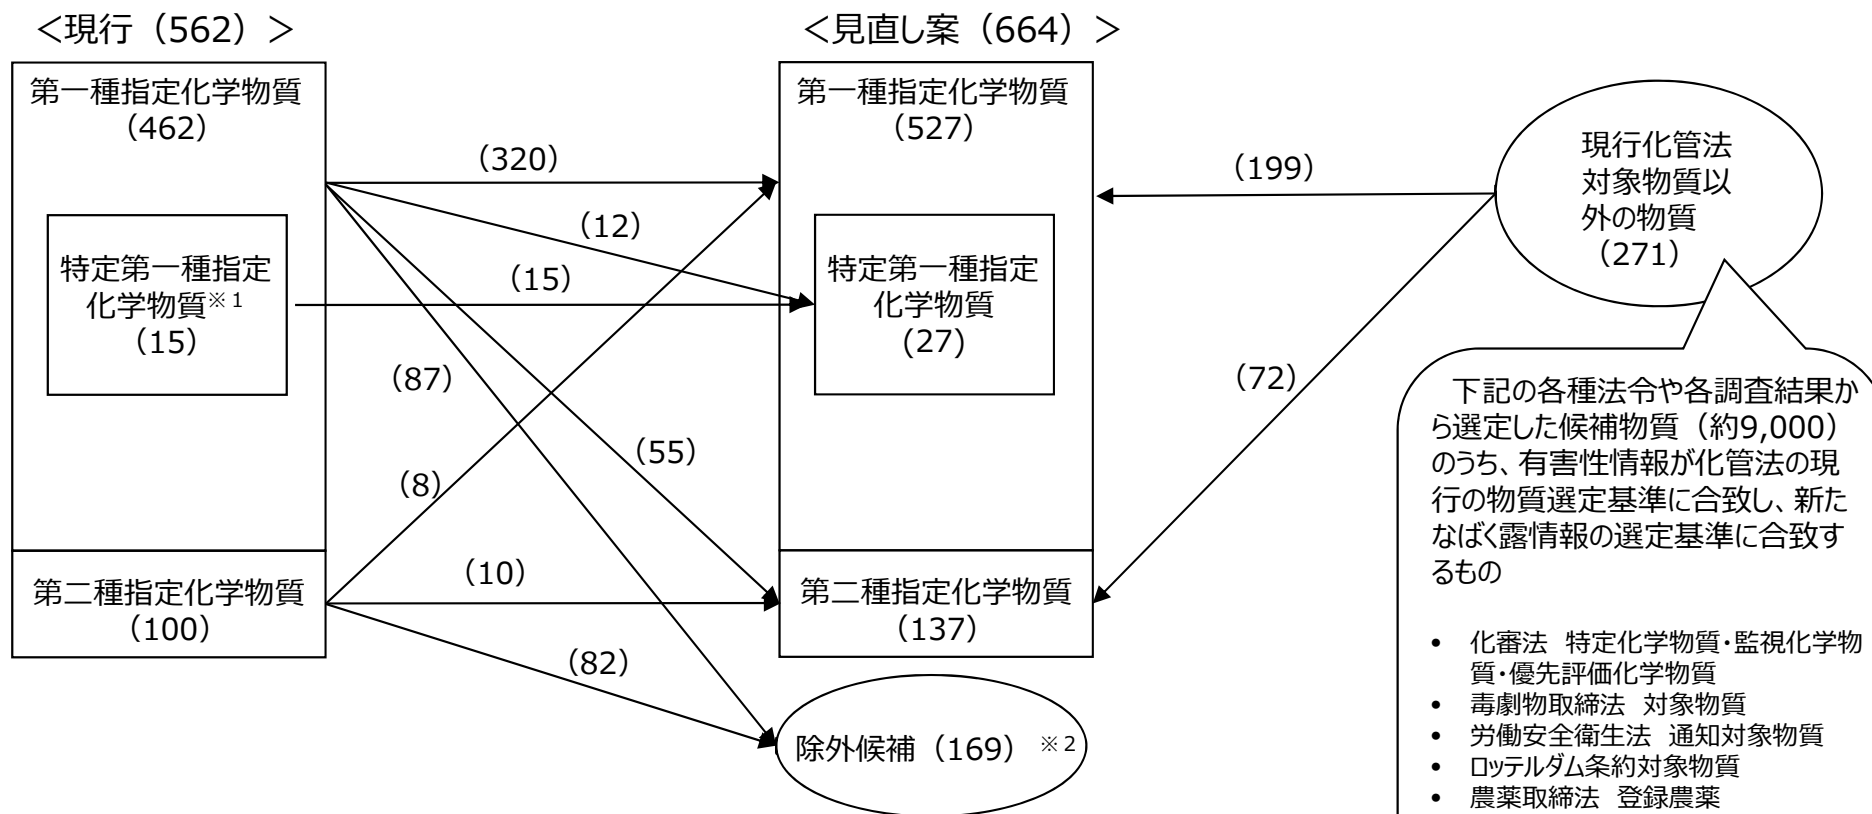 ＜現行（562）＞
第一種指定化学物質
（462）
特定第一種指定
化学物質※１
（15）
第二種指定化学物質
（100）
（320）
（12）
（15）
（87）
（55）
（8）
（10）
（82）
＜見直し案（664）＞
第一種指定化学物質
（527）
特定第一種指定
化学物質
（27）
第二種指定化学物質
（137）
除外候補（169）※２
（199）
（72）
現行化管法
対象物質以
外の物質
（271）
下記の各種法令や各調査結果か
ら選定した候補物質（約9,000）
のうち、有害性情報が化管法の現
行の物質選定基準に合致し、新た
なばく露情報の選定基準に合致す
るもの
• 化審法　特定化学物質・監視化学物
質・優先評価化学物質
• 毒劇物取締法　対象物質
• 労働安全衛生法　通知対象物質
• ロッテルダム条約対象物質
• 農薬取締法　登録農薬